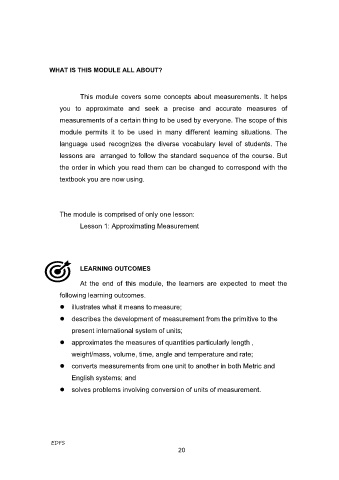 WHAT IS THIS MODULE ALL ABOUT?
This module covers some concepts about measurements. It helps
you to approximate and seek a precise and accurate measures of
measurements of a certain thing to be used by everyone. The scope of this
module permits it to be used in many different learning situations. The
language used recognizes the diverse vocabulary level of students. The
lessons are arranged to follow the standard sequence of the course. But
the order in which you read them can be changed to correspond with the
textbook you are now using.
The module is comprised of only one lesson:
Lesson 1: Approximating Measurement
LEARNING OUTCOMES
At the end of this module, the learners are expected to meet the
following learning outcomes.
● illustrates what it means to measure;
● describes the development of measurement from the primitive to the
present international system of units;
● approximates the measures of quantities particularly length ,
weight/mass, volume, time, angle and temperature and rate;
● converts measurements from one unit to another in both Metric and
English systems; and
● solves problems involving conversion of units of measurement.
EDFS
20